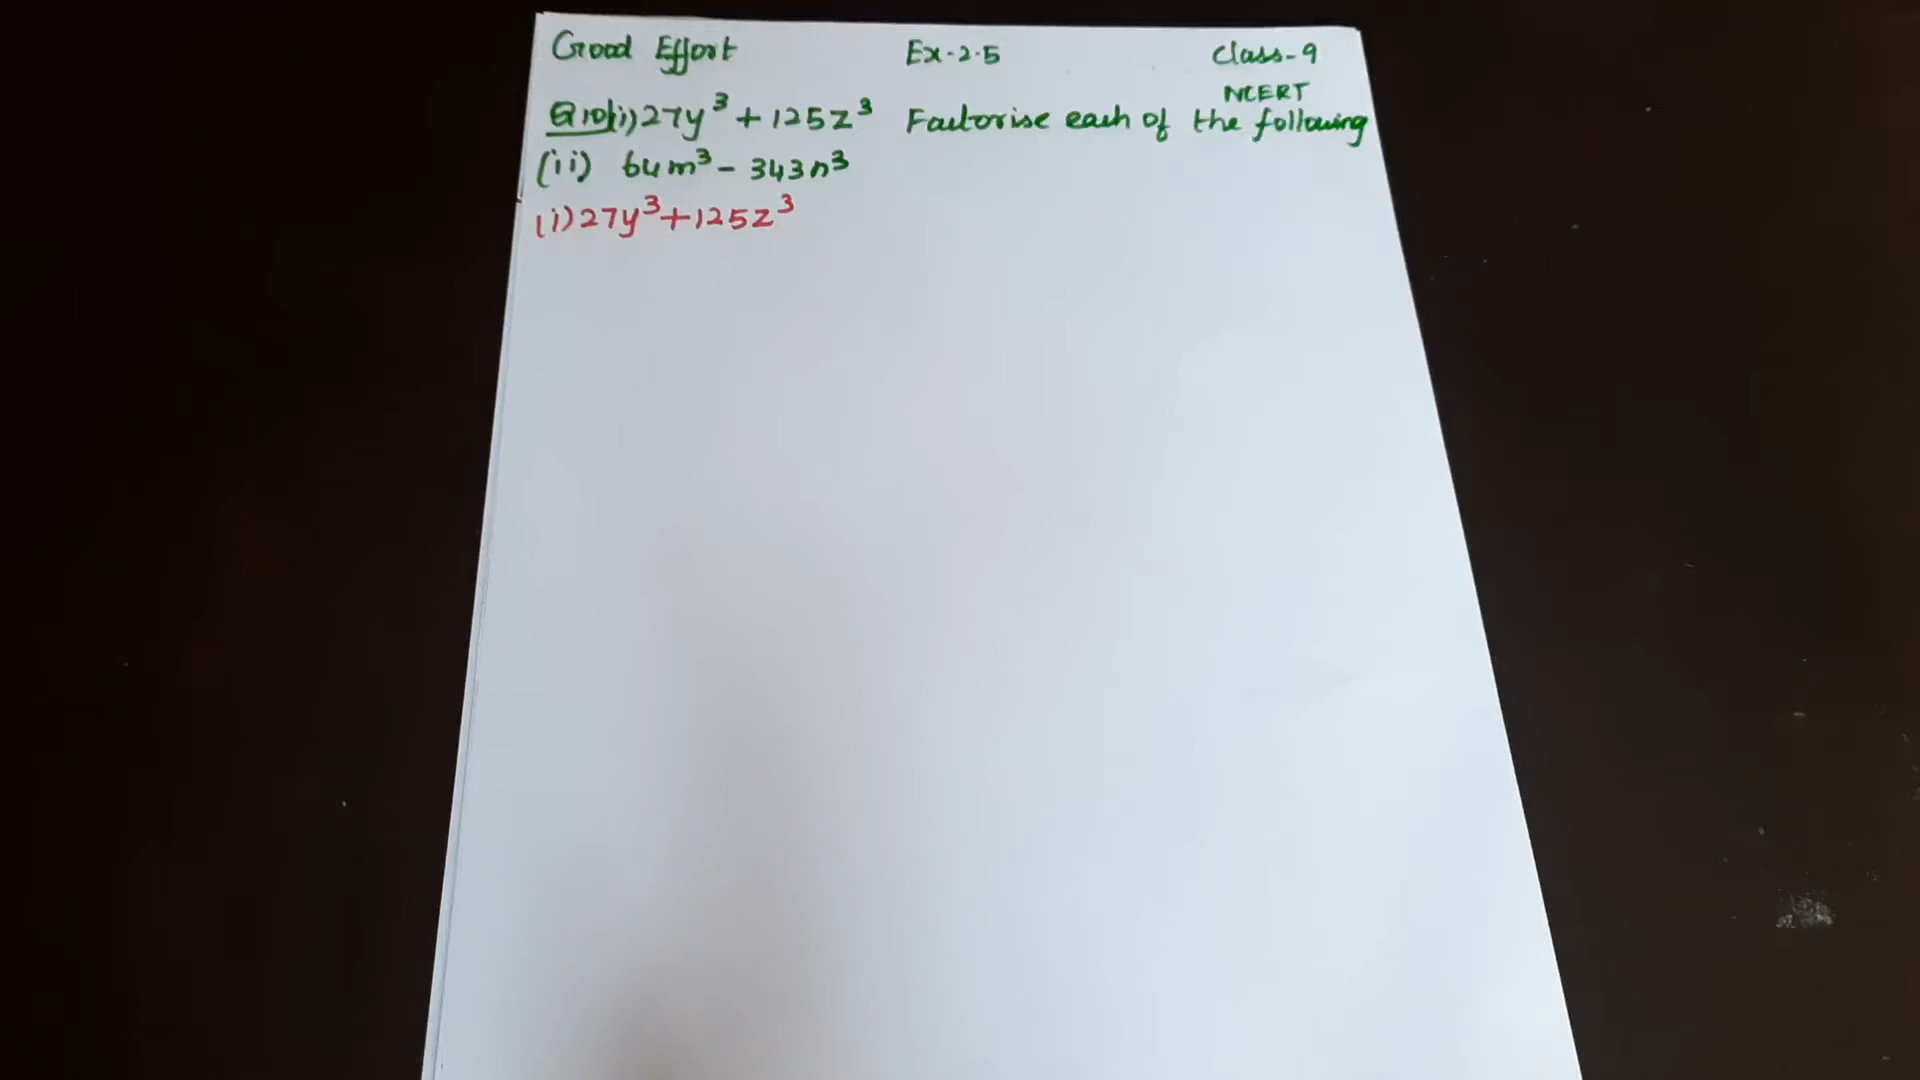 Good Effort Ex-2.5 Class-9
NCERT
Q10(i) 27y³ + 125z³ Factorise each of the following
(ii) 64m³ - 343n³
(i) 27y³ + 125z³